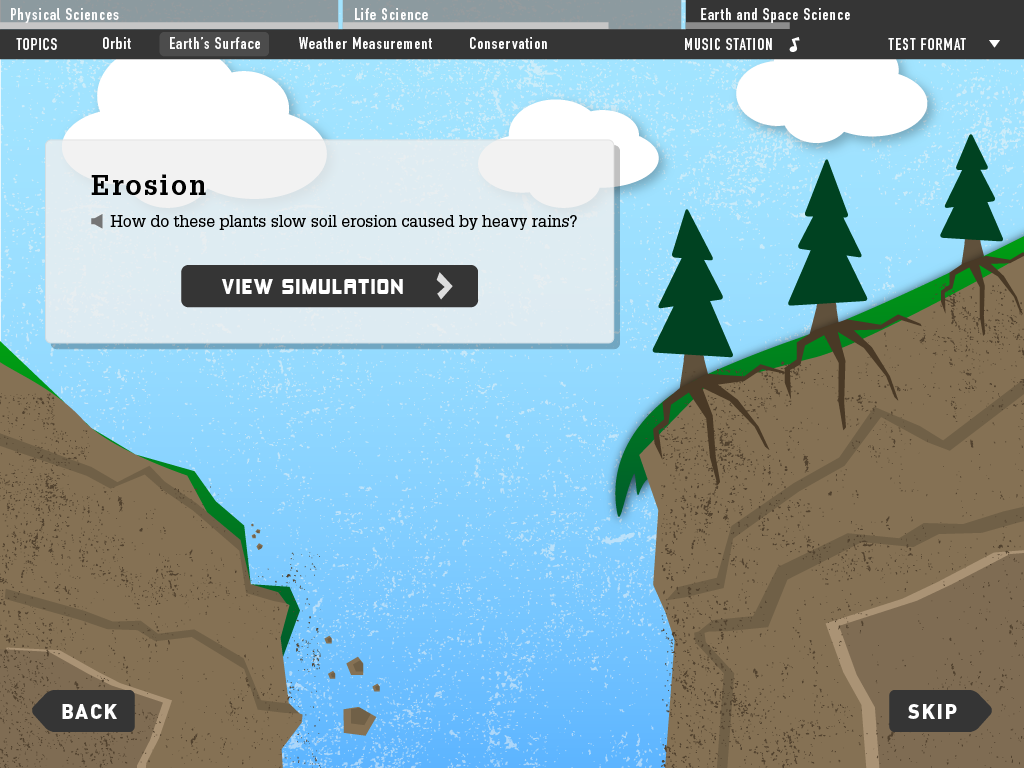 Physical Sciences
Life Science
Earth and Space Science
TOPICS
Orbit
Earth's Surface
Weather Measurement
Conservation
MUSIC STATION
TEST FORMAT
Erosion
How do these plants slow soil erosion caused by heavy rains?
VIEW SIMULATION
BACK
SKIP